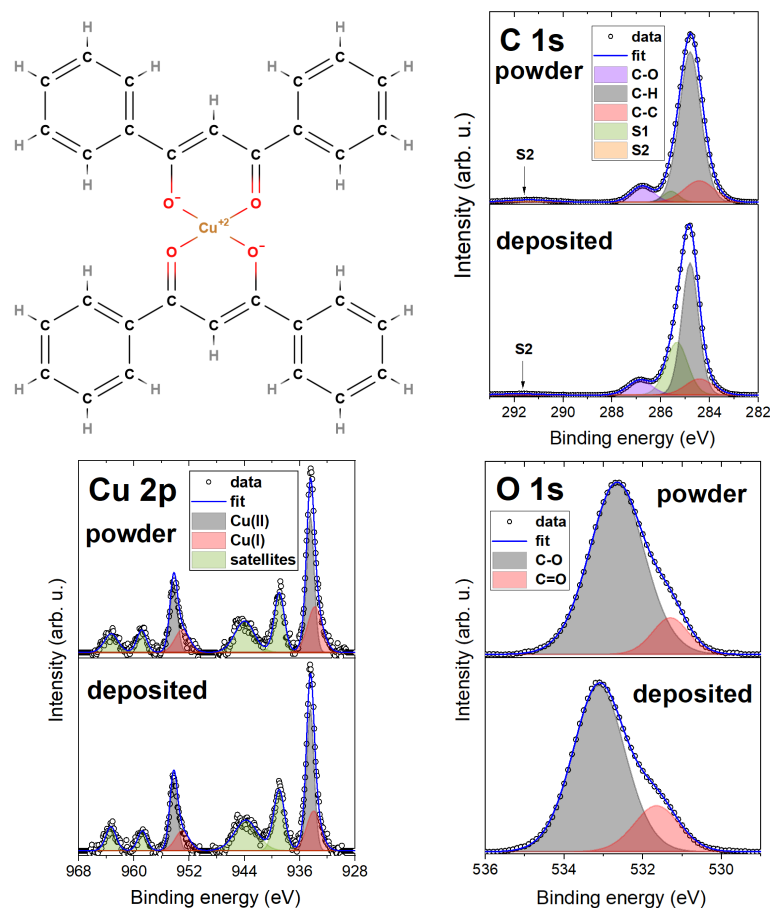 H
H H H H
C C
H C C H C C H
C C C C
H C C C C C C H
C C
H H
O⁻ O
Cu⁺²
O O⁻
H C C H
C C
H C C C C C C H
C C C C
H C C H C C H
C C
H H H H
H H
C 1s
powder
data
fit
C-O
C-H
C-C
S1
S2
S2
deposited
S2
Intensity (arb. u.)
292 290 288 286 284 282
Binding energy (eV)
Cu 2p
powder
data
fit
Cu(II)
Cu(I)
satellites
deposited
Intensity (arb. u.)
968 960 952 944 936 928
Binding energy (eV)
O 1s
powder
data
fit
C-O
C=O
deposited
Intensity (arb. u.)
536 534 532 530
Binding energy (eV)